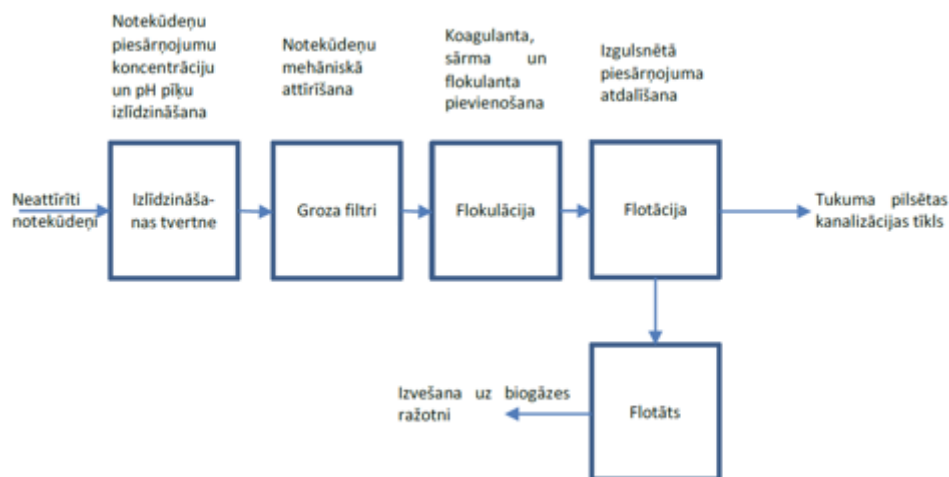 Notekūdeņu
piesārņojumu
koncentrāciju
un pH pīķu
izlīdzināšana
Notekūdeņu
mehāniskā
attīrīšana
Koagulanta,
sārma un
flokulanta
pievienošana
Izgulsnētā
piesārņojuma
atdalīšana
Neattīrīti
notekūdeņi
Izlīdzināša-
nas tvertne
Groza filtri
Flokulācija
Flotācija
Tukuma pilsētas
kanalizācijas tīkls
Izvešana uz biogāzes
ražotni
Flotāts